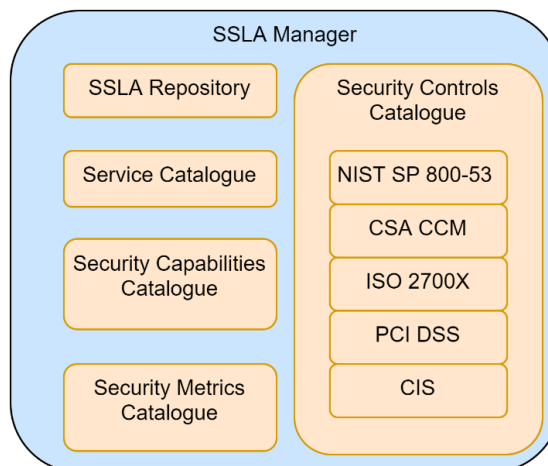 SSLA Manager
SSLA Repository
Service Catalogue
Security Capabilities
Catalogue
Security Metrics
Catalogue
Security Controls
Catalogue
NIST SP 800-53
CSA CCM
ISO 2700X
PCI DSS
CIS